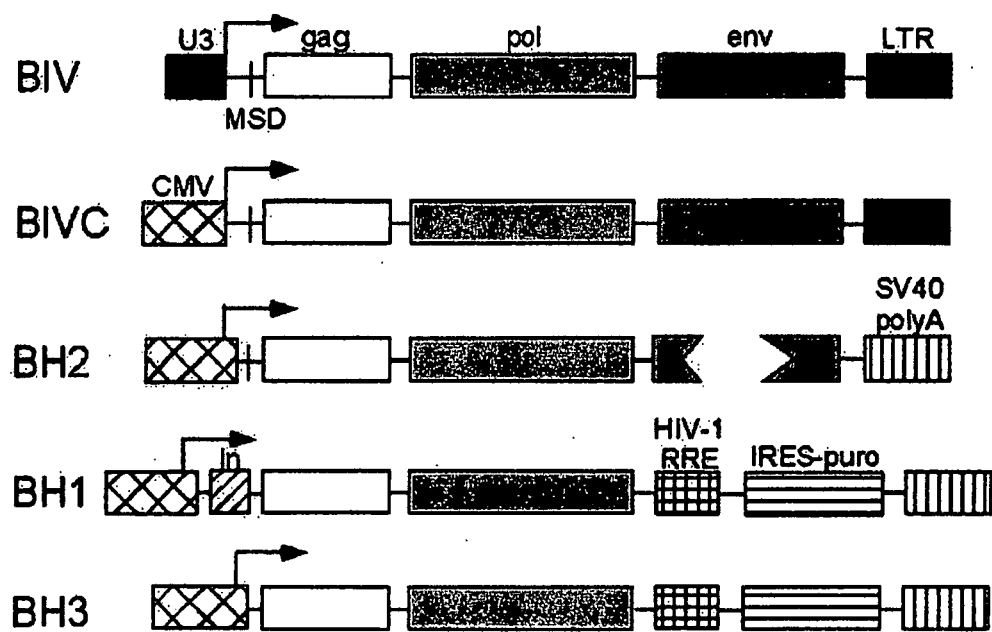 U3 gag pol env LTR
BIV
MSD
CMV
BIVC
SV40
polyA
BH2
In
HIV-1
RRE IRES-puro
BH1
BH3